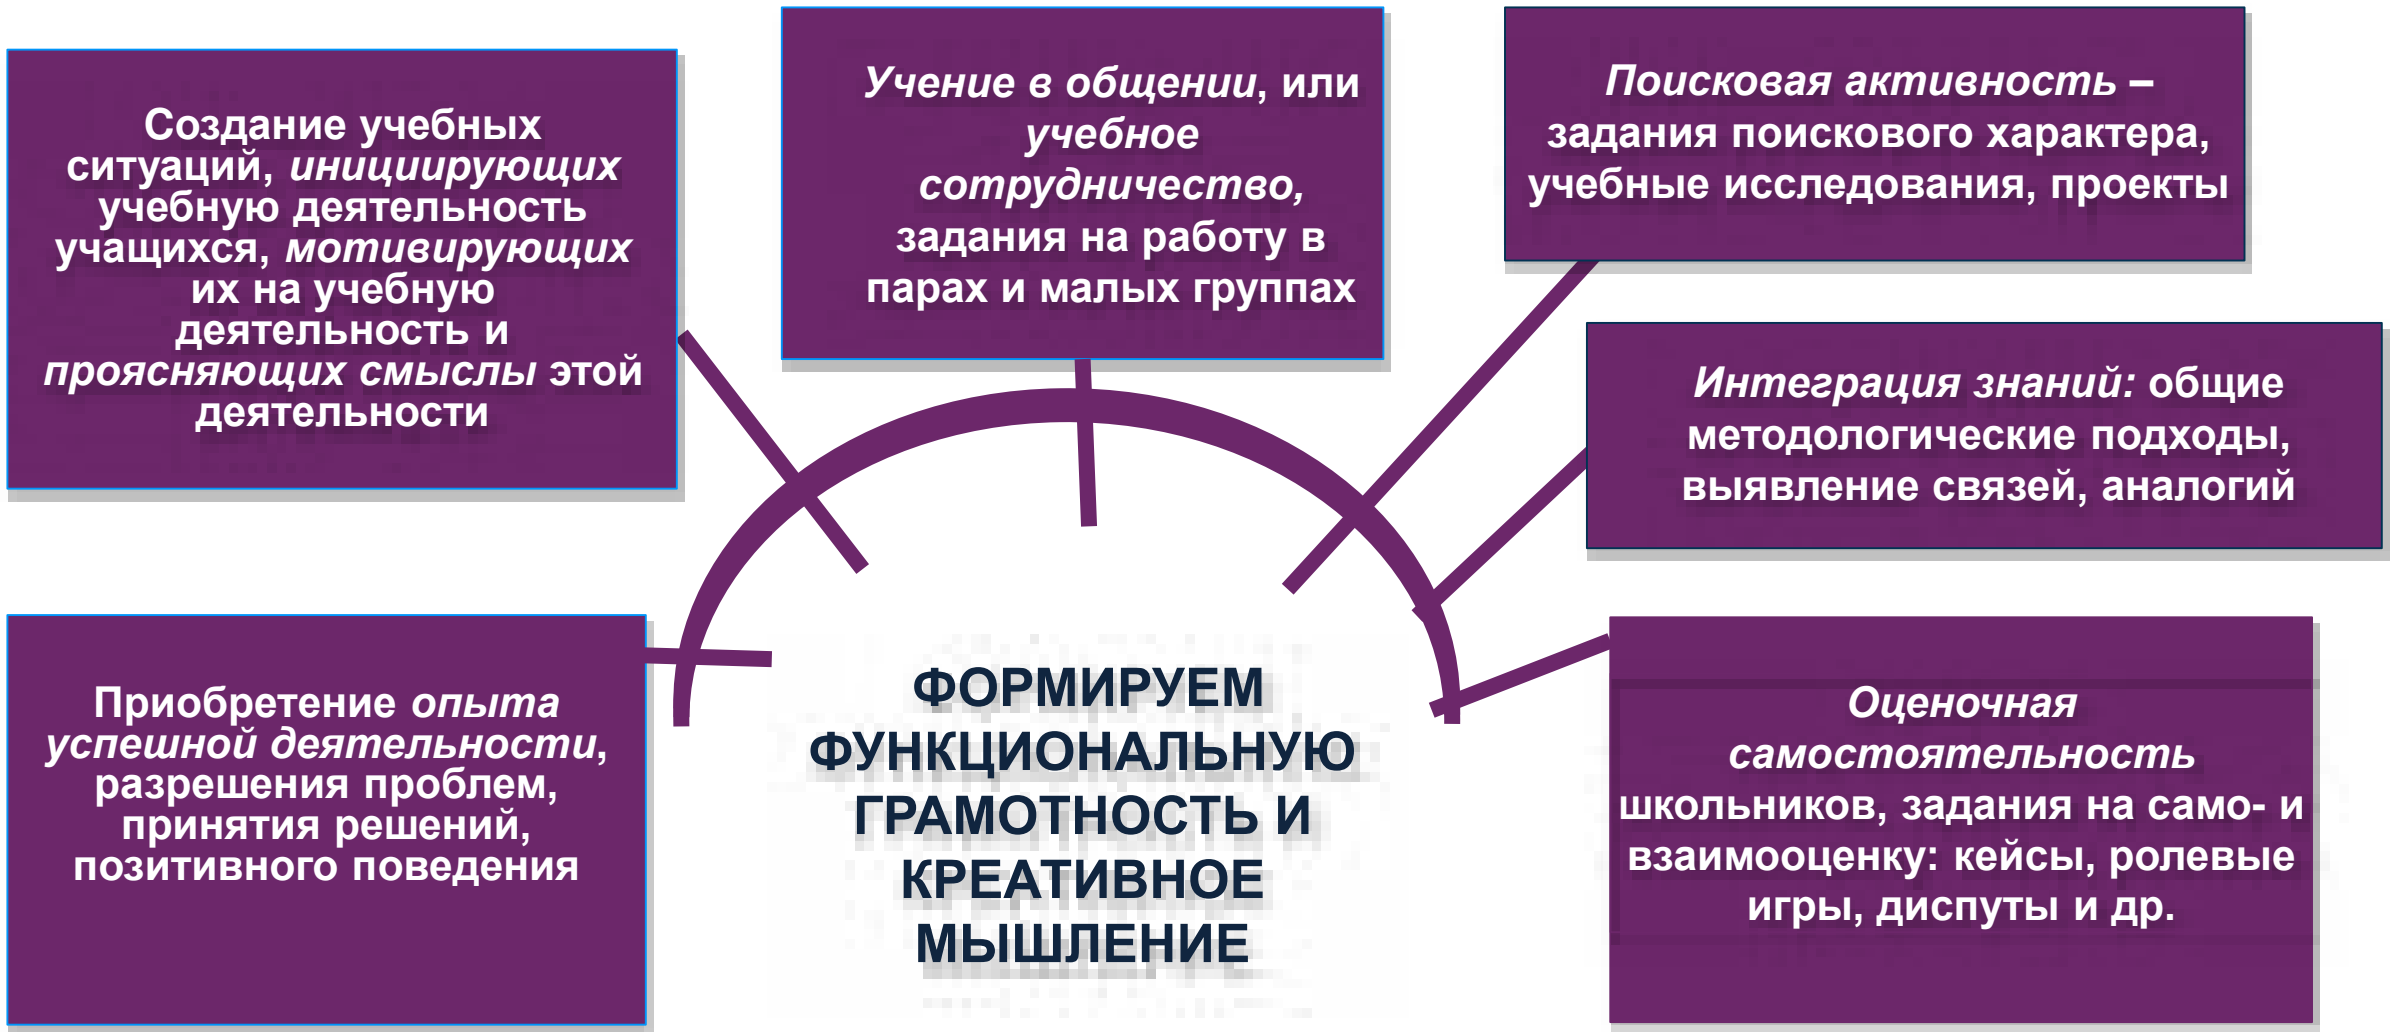 Создание учебных
ситуаций, инициирующих
учебную деятельность
учащихся, мотивирующих
их на учебную
деятельность и
проясняющих смыслы этой
деятельности
Учение в общении, или
учебное
сотрудничество,
задания на работу в
парах и малых группах
Поисковая активность –
задания поискового характера,
учебные исследования, проекты
Интеграция знаний: общие
методологические подходы,
выявление связей, аналогий
Приобретение опыта
успешной деятельности,
разрешения проблем,
принятия решений,
позитивного поведения
ФОРМИРУЕМ
ФУНКЦИОНАЛЬНУЮ
ГРАМОТНОСТЬ И
КРЕАТИВНОЕ
МЫШЛЕНИЕ
Оценочная
самостоятельность
школьников, задания на само- и
взаимооценку: кейсы, ролевые
игры, диспуты и др.